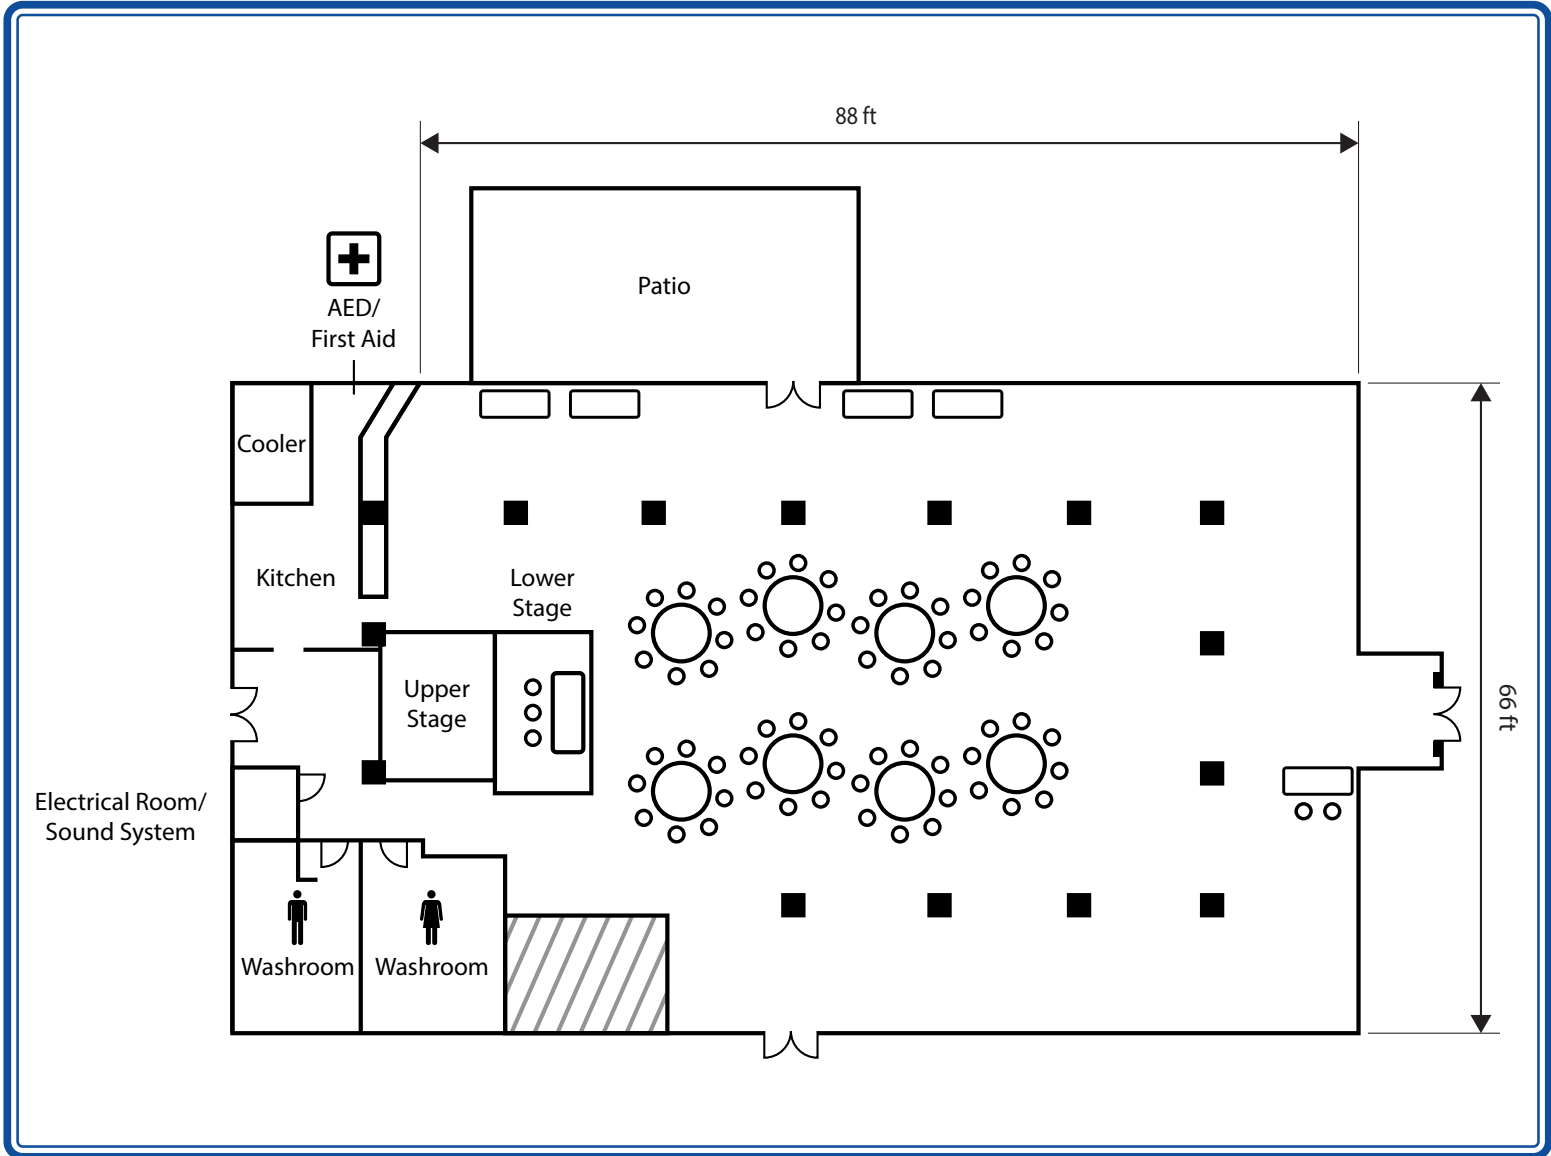 88 ft
Patio
AED/
First Aid
Cooler
Kitchen
Lower
Stage
Upper
Stage
66 ft
Electrical Room/
Sound System
Washroom
Washroom